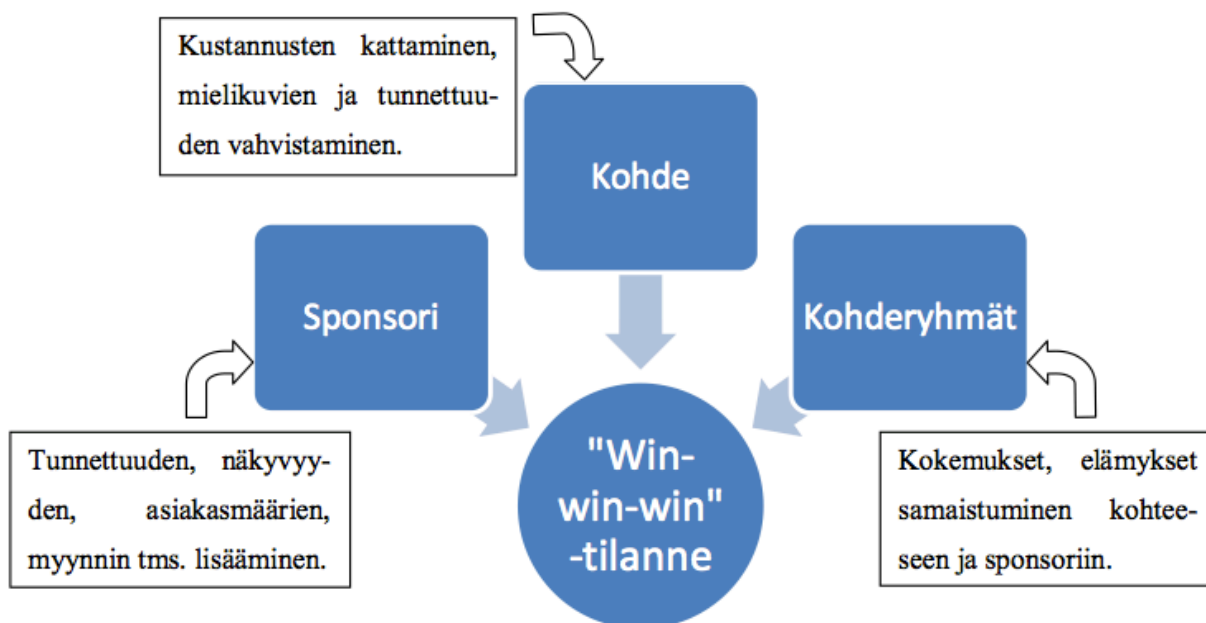 Kustannusten kattaminen,
mielikuvien ja tunnettuu-
den vahvistaminen.
Kohde
Sponsori
Kohderyhmät
Tunnettuuden, näkyvyy-
den, asiakasmäärien,
myynnin tms. lisääminen.
"Win-
win-win"
-tilanne
Kokemukset, elämykset
samaistuminen kohtee-
seen ja sponsoriin.